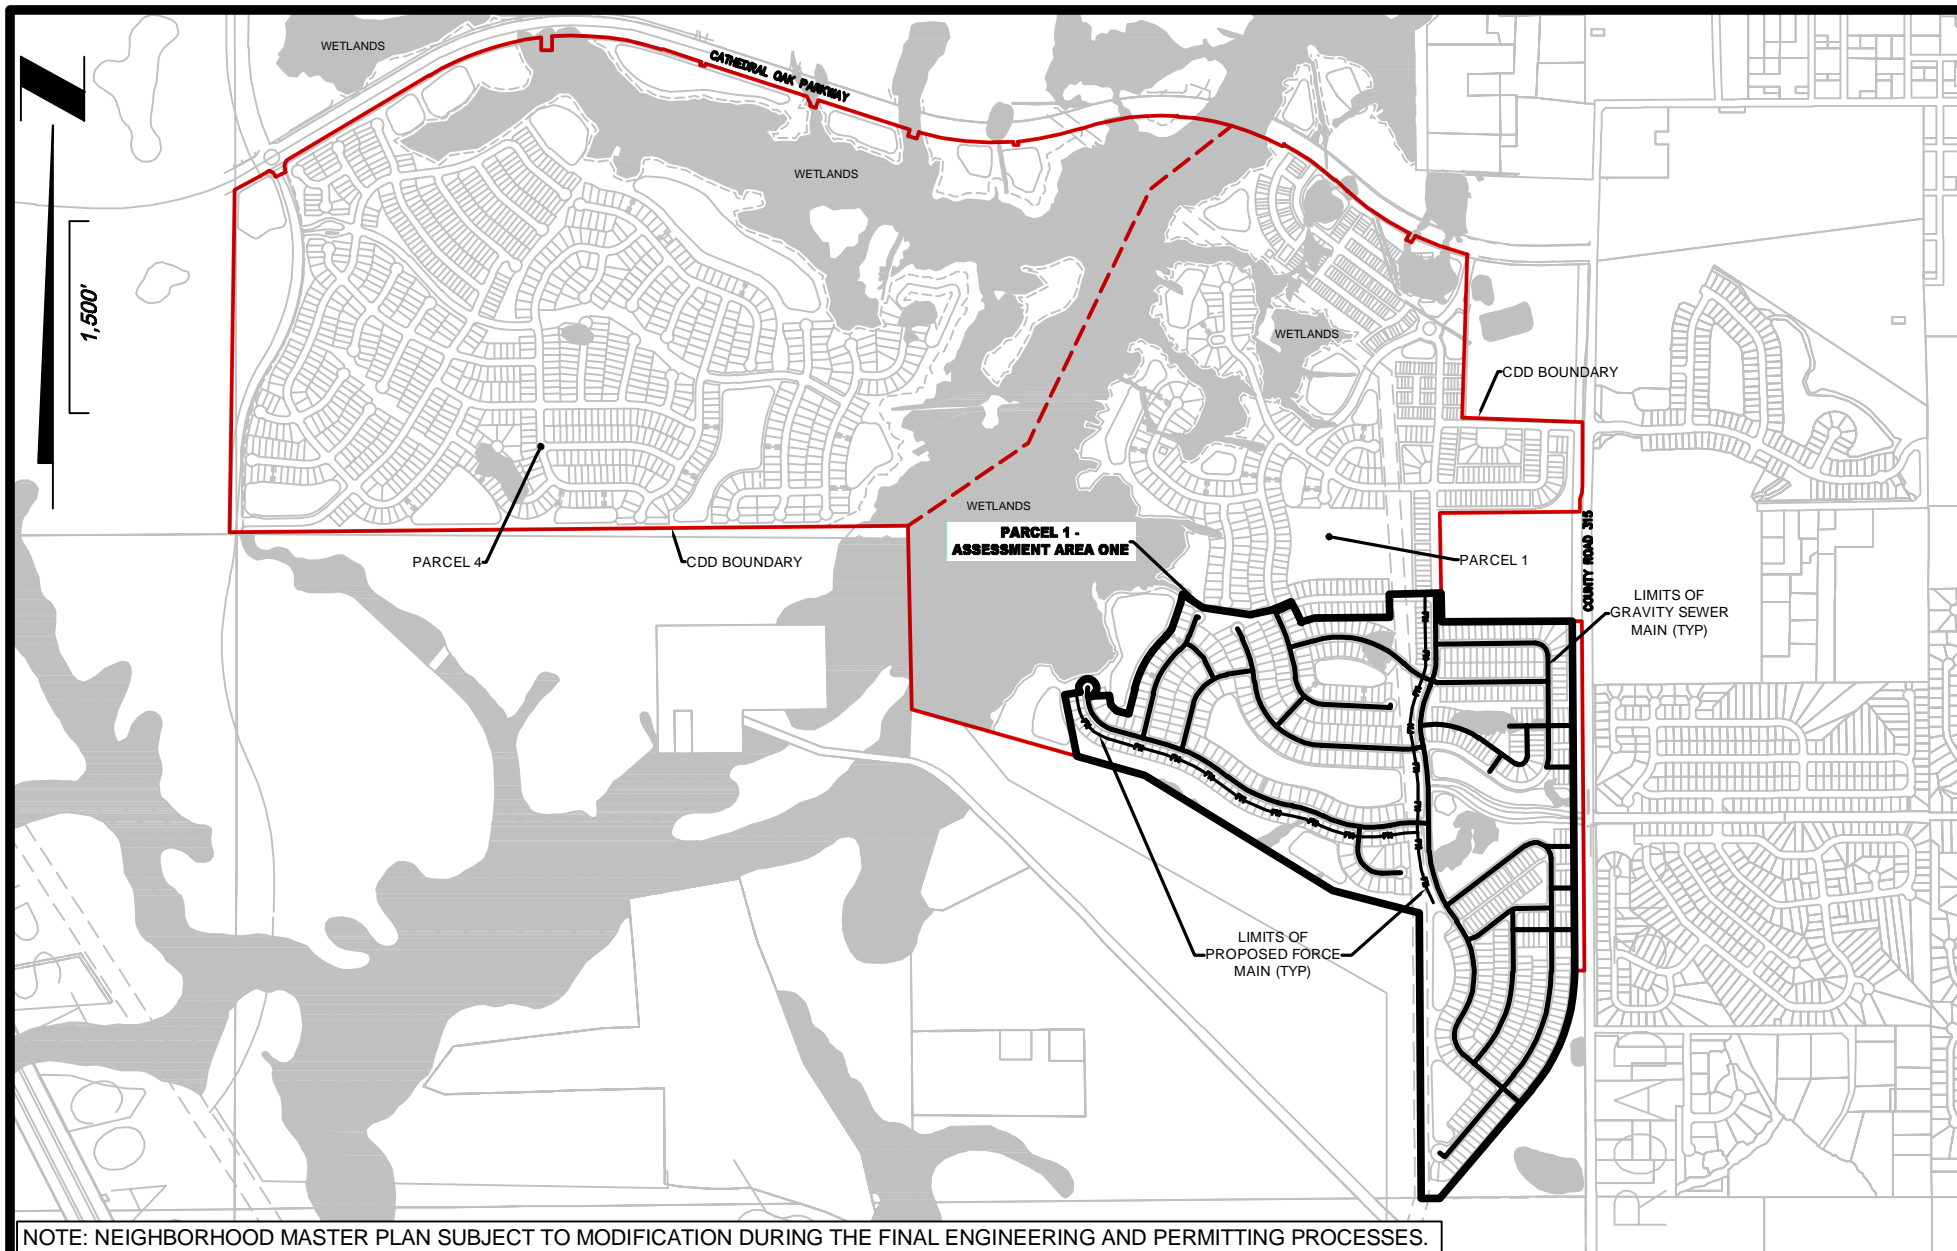 WETLANDS
CATHEDRAL OAK PARKWAY
WETLANDS
1,500'
WETLANDS
CDD BOUNDARY
WETLANDS
PARCEL 1 -
ASSESSMENT AREA ONE
COUNTY ROAD 315
PARCEL 4
CDD BOUNDARY
PARCEL 1
LIMITS OF
GRAVITY SEWER
MAIN (TYP)
LIMITS OF
PROPOSED FORCE
MAIN (TYP)
NOTE: NEIGHBORHOOD MASTER PLAN SUBJECT TO MODIFICATION DURING THE FINAL ENGINEERING AND PERMITTING PROCESSES.